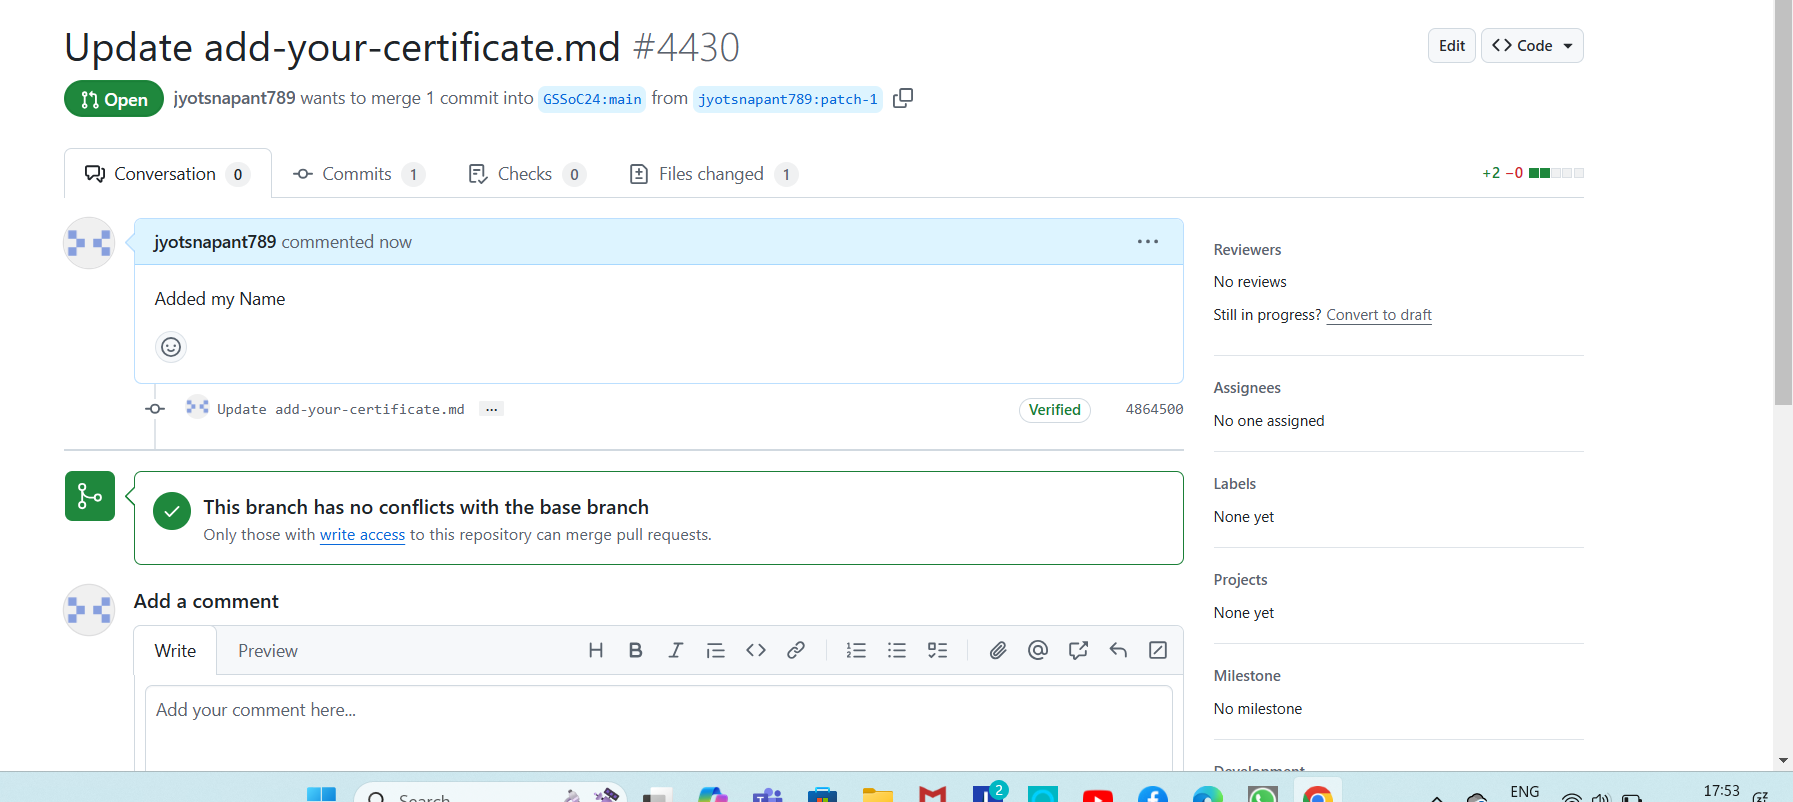 Update add-your-certificate.md #4430
Edit
Code
Open
jyotsnapant789 wants to merge 1 commit into GSSoC24:main from jyotsnapant789:patch-1
Conversation 0
Commits 1
Checks 0
Files changed 1
+2 −0
jyotsnapant789 commented now
Added my Name
Update add-your-certificate.md
Verified
4864500
This branch has no conflicts with the base branch
Only those with write access to this repository can merge pull requests.
Add a comment
Write
Preview
Add your comment here...
Reviewers
No reviews
Still in progress? Convert to draft
Assignees
No one assigned
Labels
None yet
Projects
None yet
Milestone
No milestone
Development
Search
2
ENG
17:53